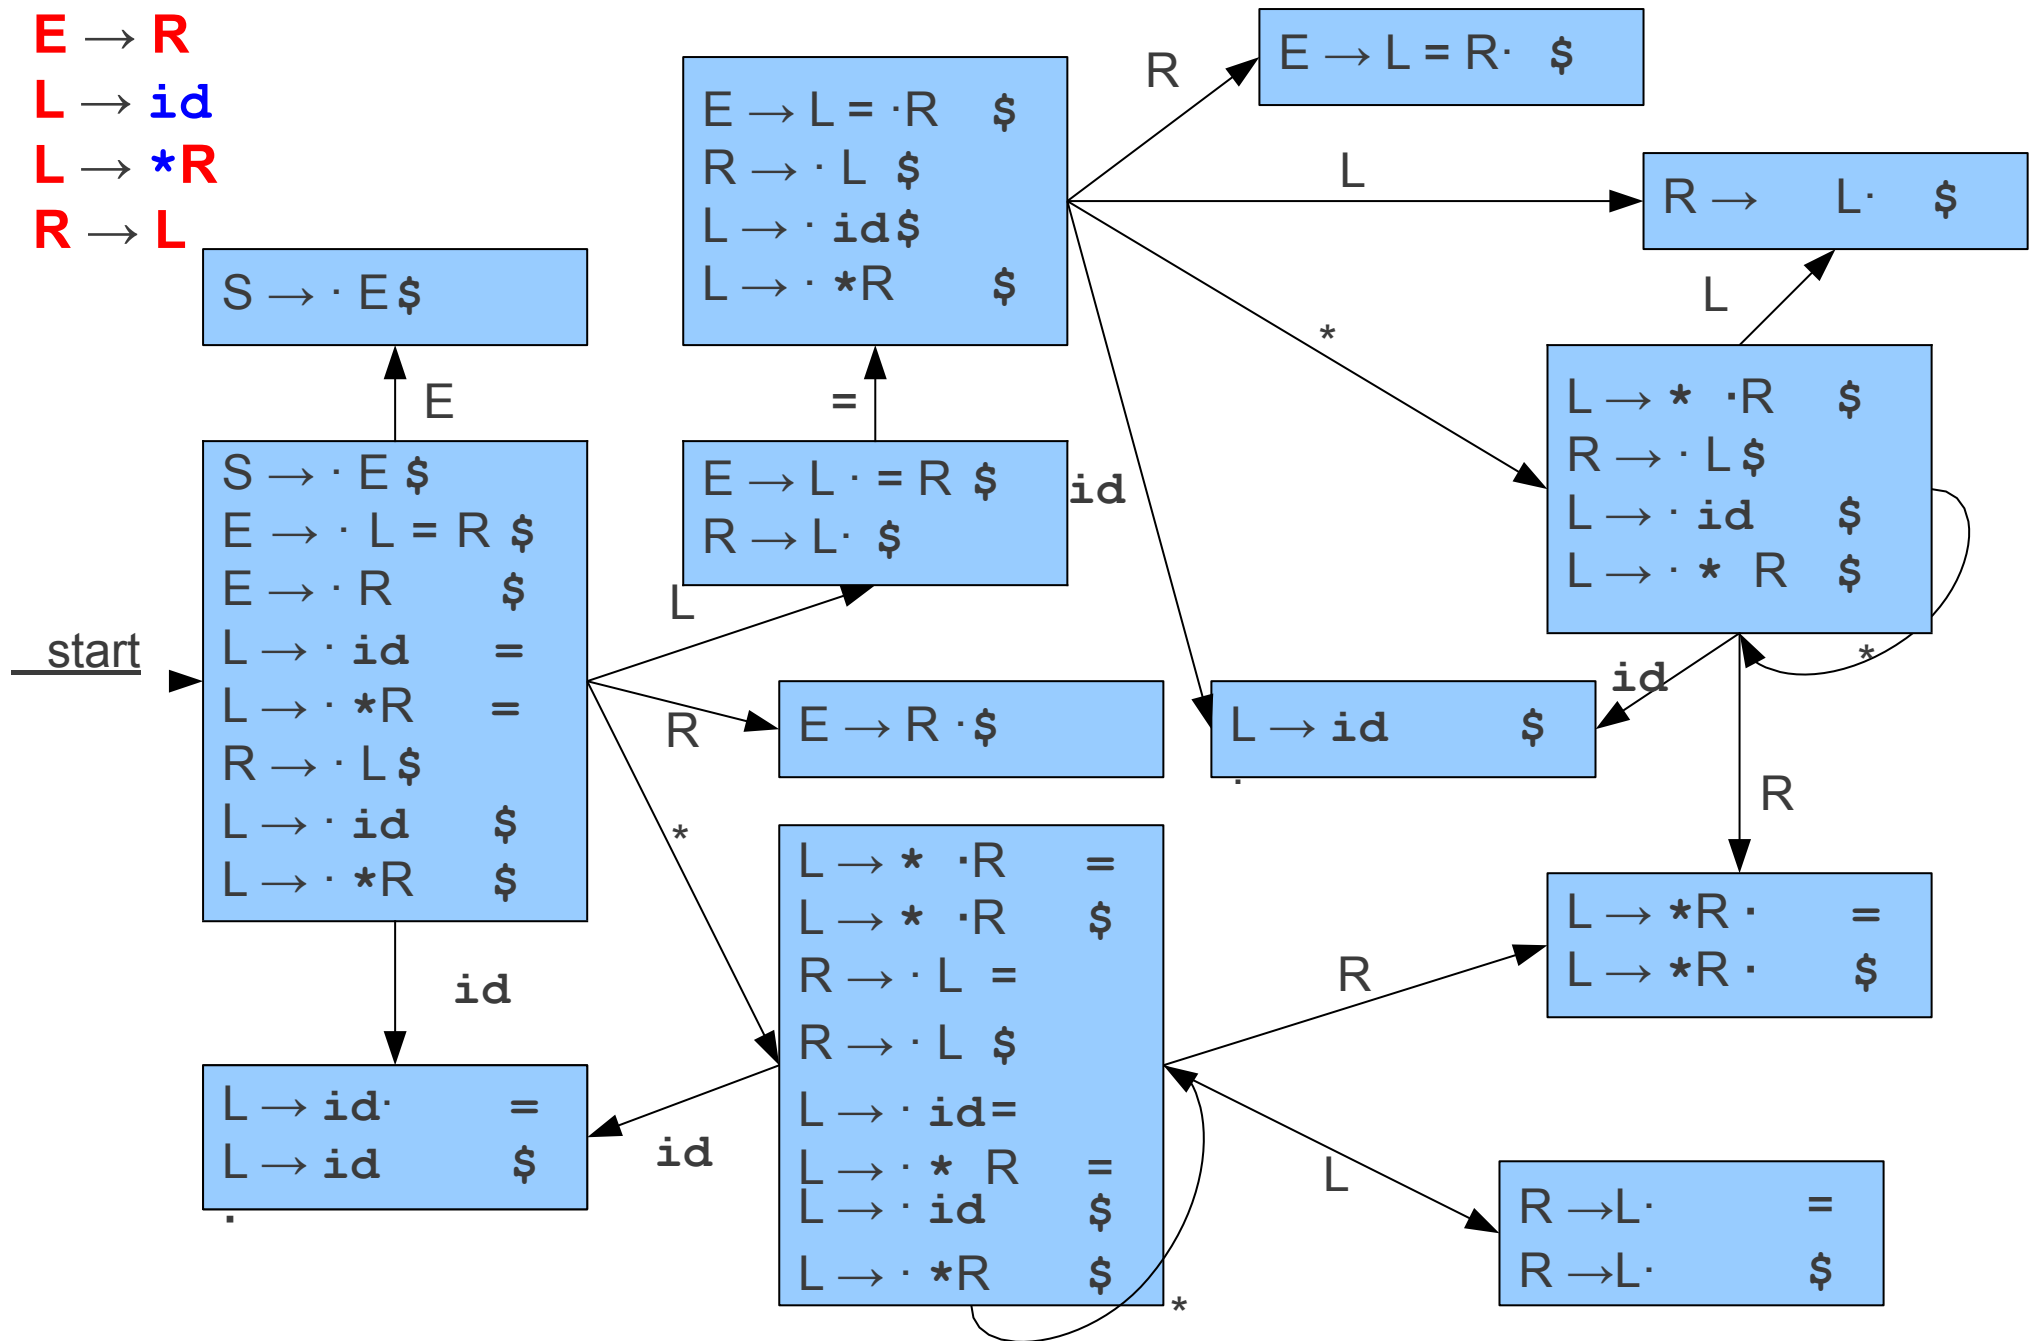 E → R
L → id
L → *R
R → L
S → · E $
E
start
S → · E $
E → · L = R $
E → · R $
L → · id =
L → · *R =
R → · L $
L → · id $
L → · *R $
id
L → id· =
L → id $
·
E → L = ·R $
R → · L $
L → · id $
L → · *R $
=
E → L · = R $
R → L· $
L
R
*
E → R · $
L → * ·R =
L → * ·R $
R → · L =
R → · L $
L → · id =
L → · * R =
L → · id $
L → · *R $
id
*
R
E → L = R· $
L
R → L· $
*
id
L
L → * ·R $
R → · L $
L → · id $
L → · * R $
*
id
L → id $
·
R
L → *R · =
L → *R · $
R
L
R →L· =
R →L· $